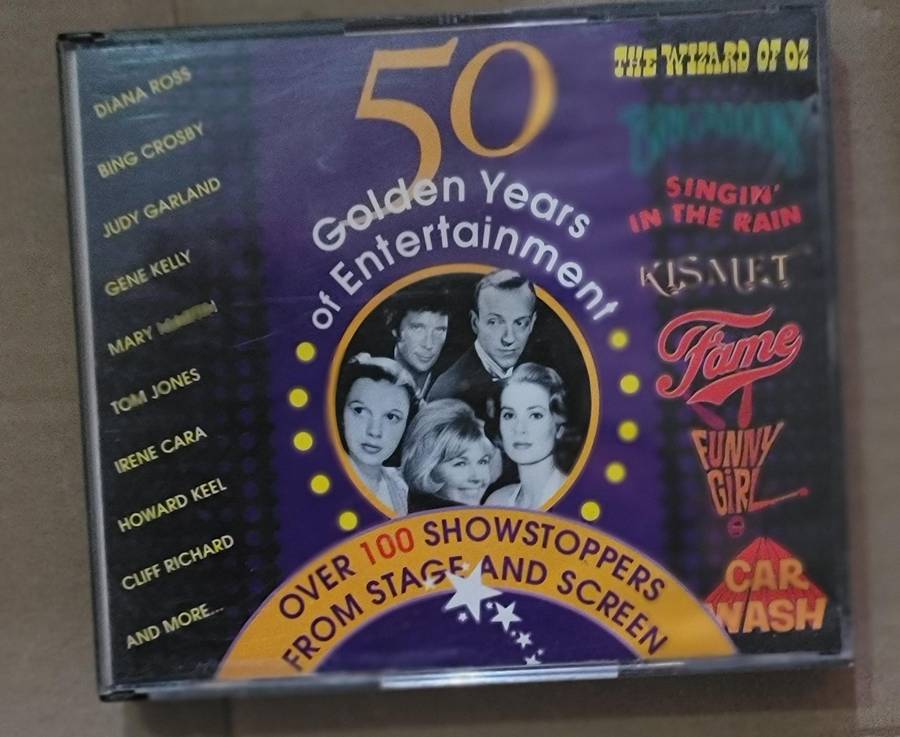 DIANA ROSS
BING CROSBY
JUDY GARLAND
GENE KELLY
MARY
TOM JONES
IRENE CARA
HOWARD KEEL
CLIFF RICHARD
AND MORE...
50
Golden Years
of Entertainment
OVER 100 SHOWSTOPPERS
FROM STAGE AND SCREEN
THE WIZARD OF OZ
SINGIN'
IN THE RAIN
KISMET
Fame
FUNNY
GIRL
CAR
WASH